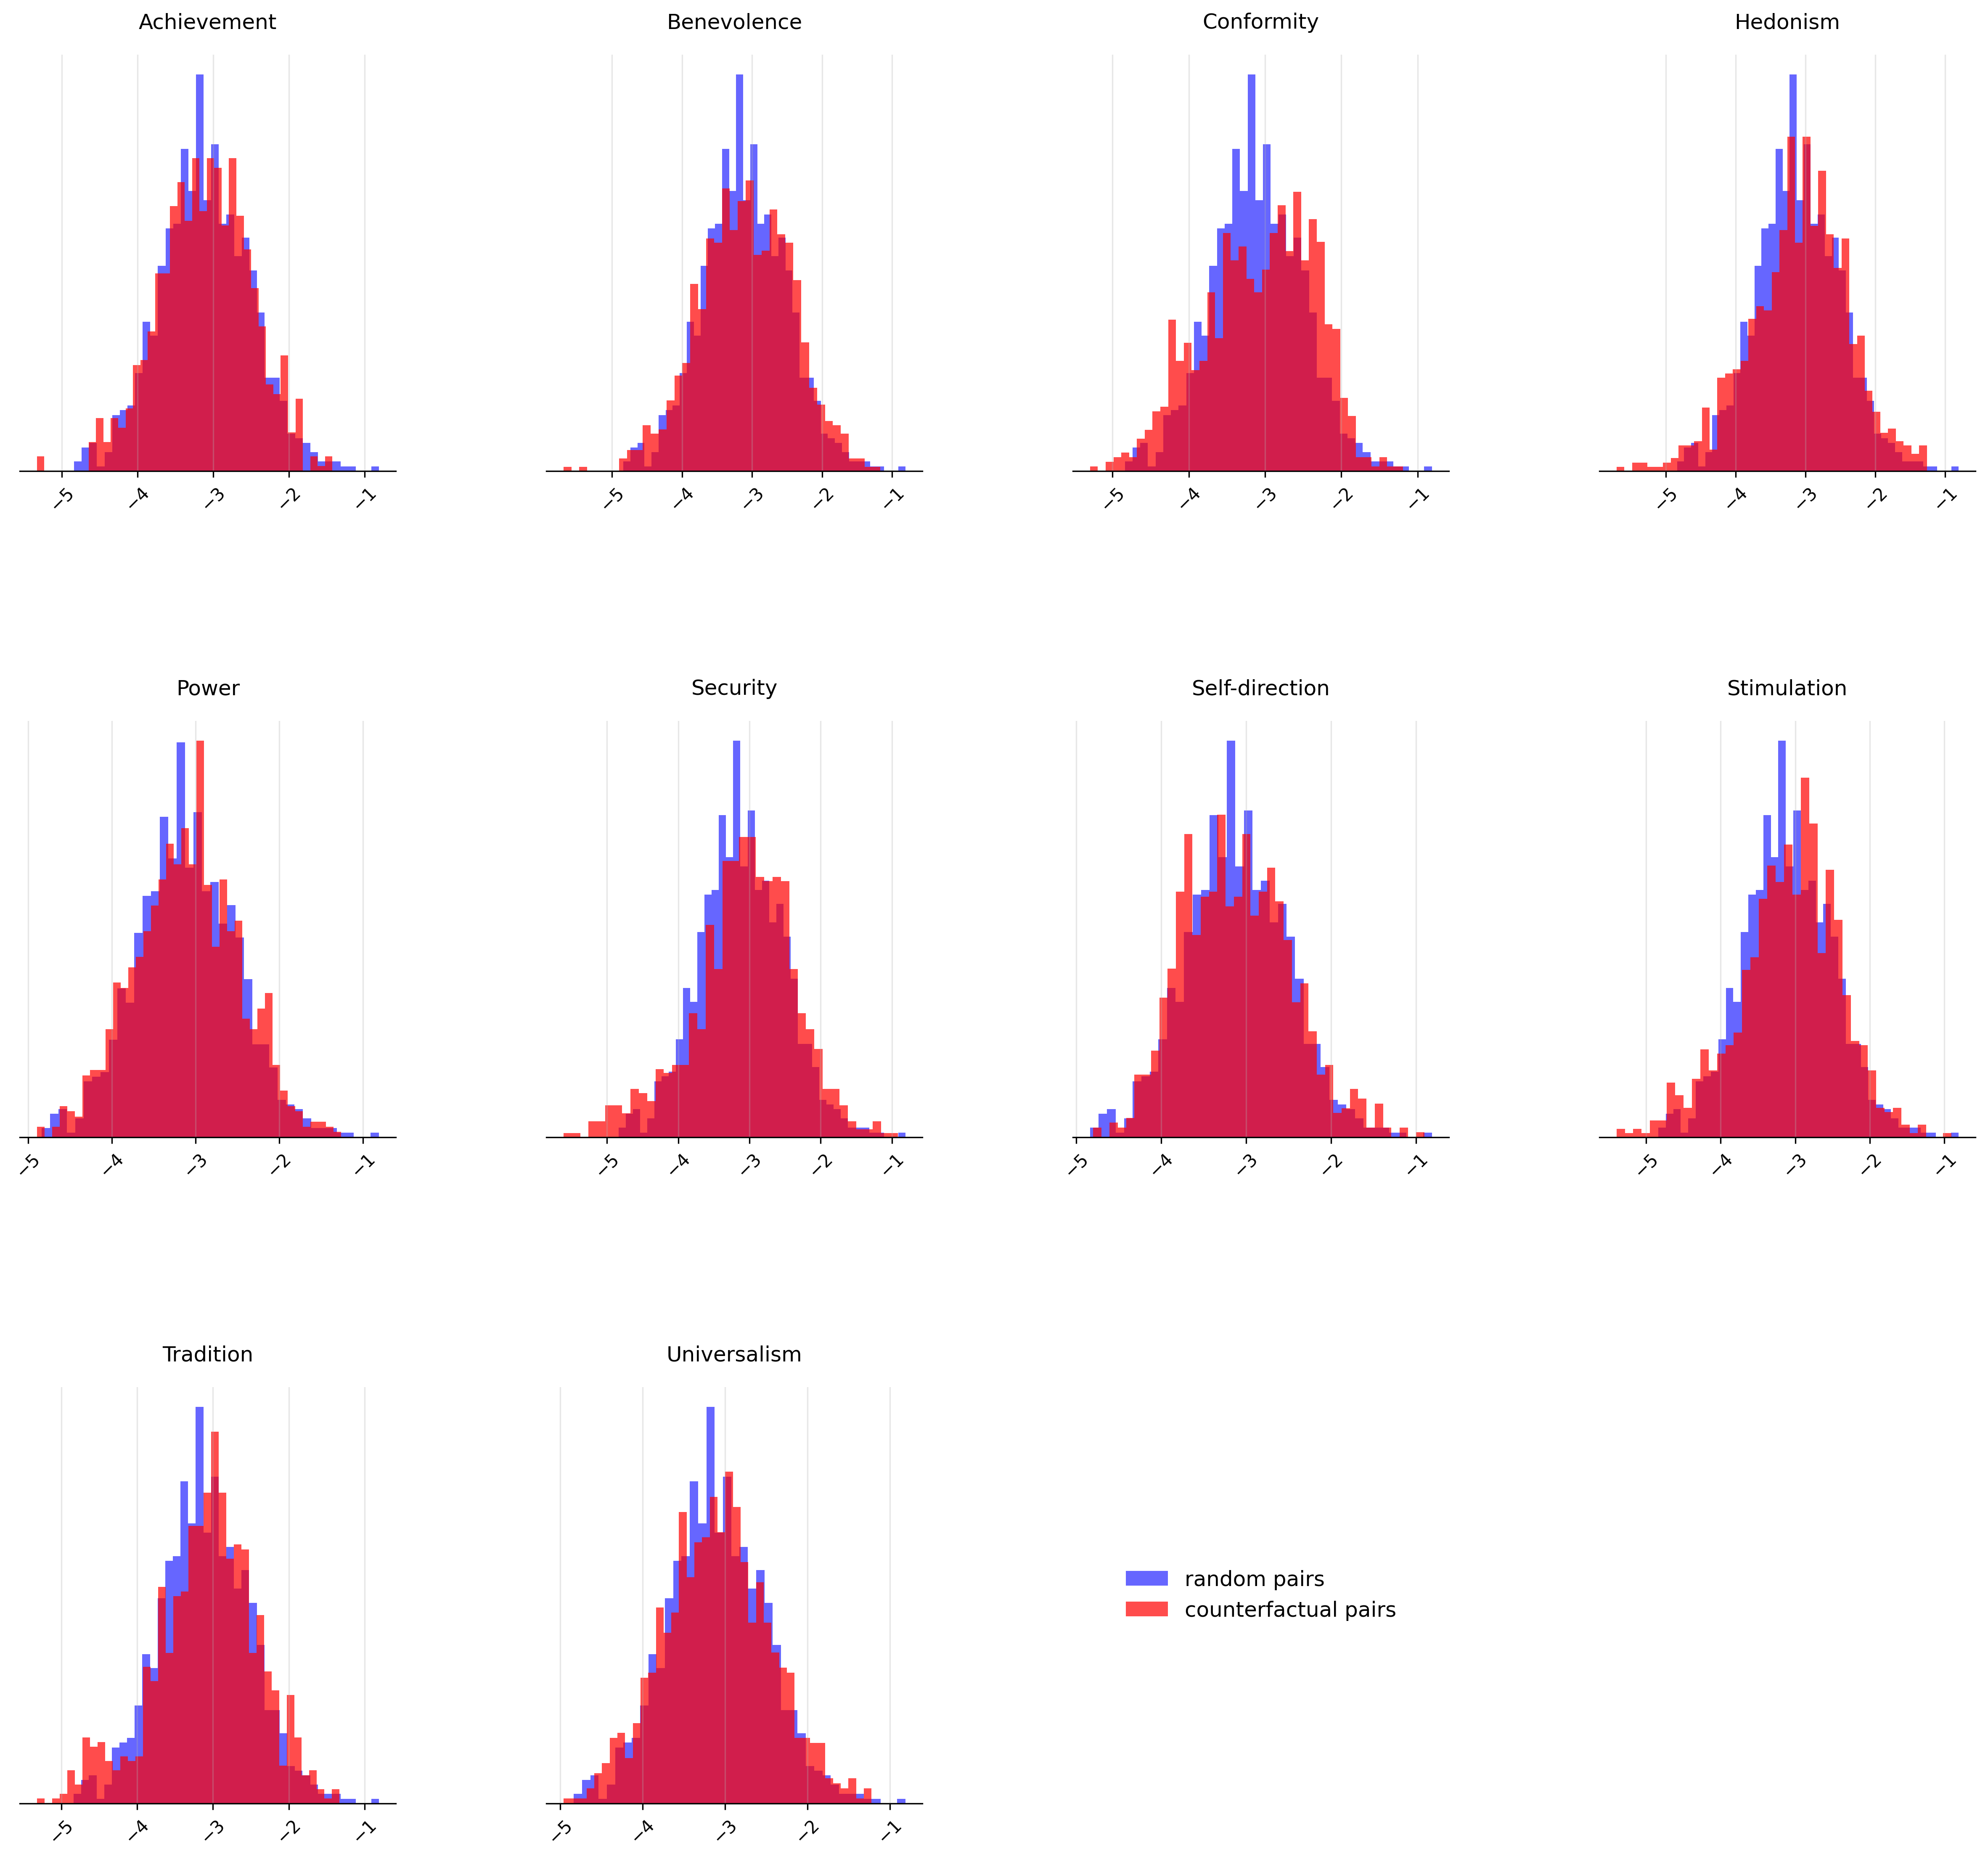 Achievement Benevolence Conformity Hedonism
−5 −4 −3 −2 −1 −5 −4 −3 −2 −1 −5 −4 −3 −2 −1 −5 −4 −3 −2 −1
Power Security Self-direction Stimulation
−5 −4 −3 −2 −1 −5 −4 −3 −2 −1 −5 −4 −3 −2 −1 −5 −4 −3 −2 −1
Tradition Universalism
random pairs
counterfactual pairs
−5 −4 −3 −2 −1 −5 −4 −3 −2 −1